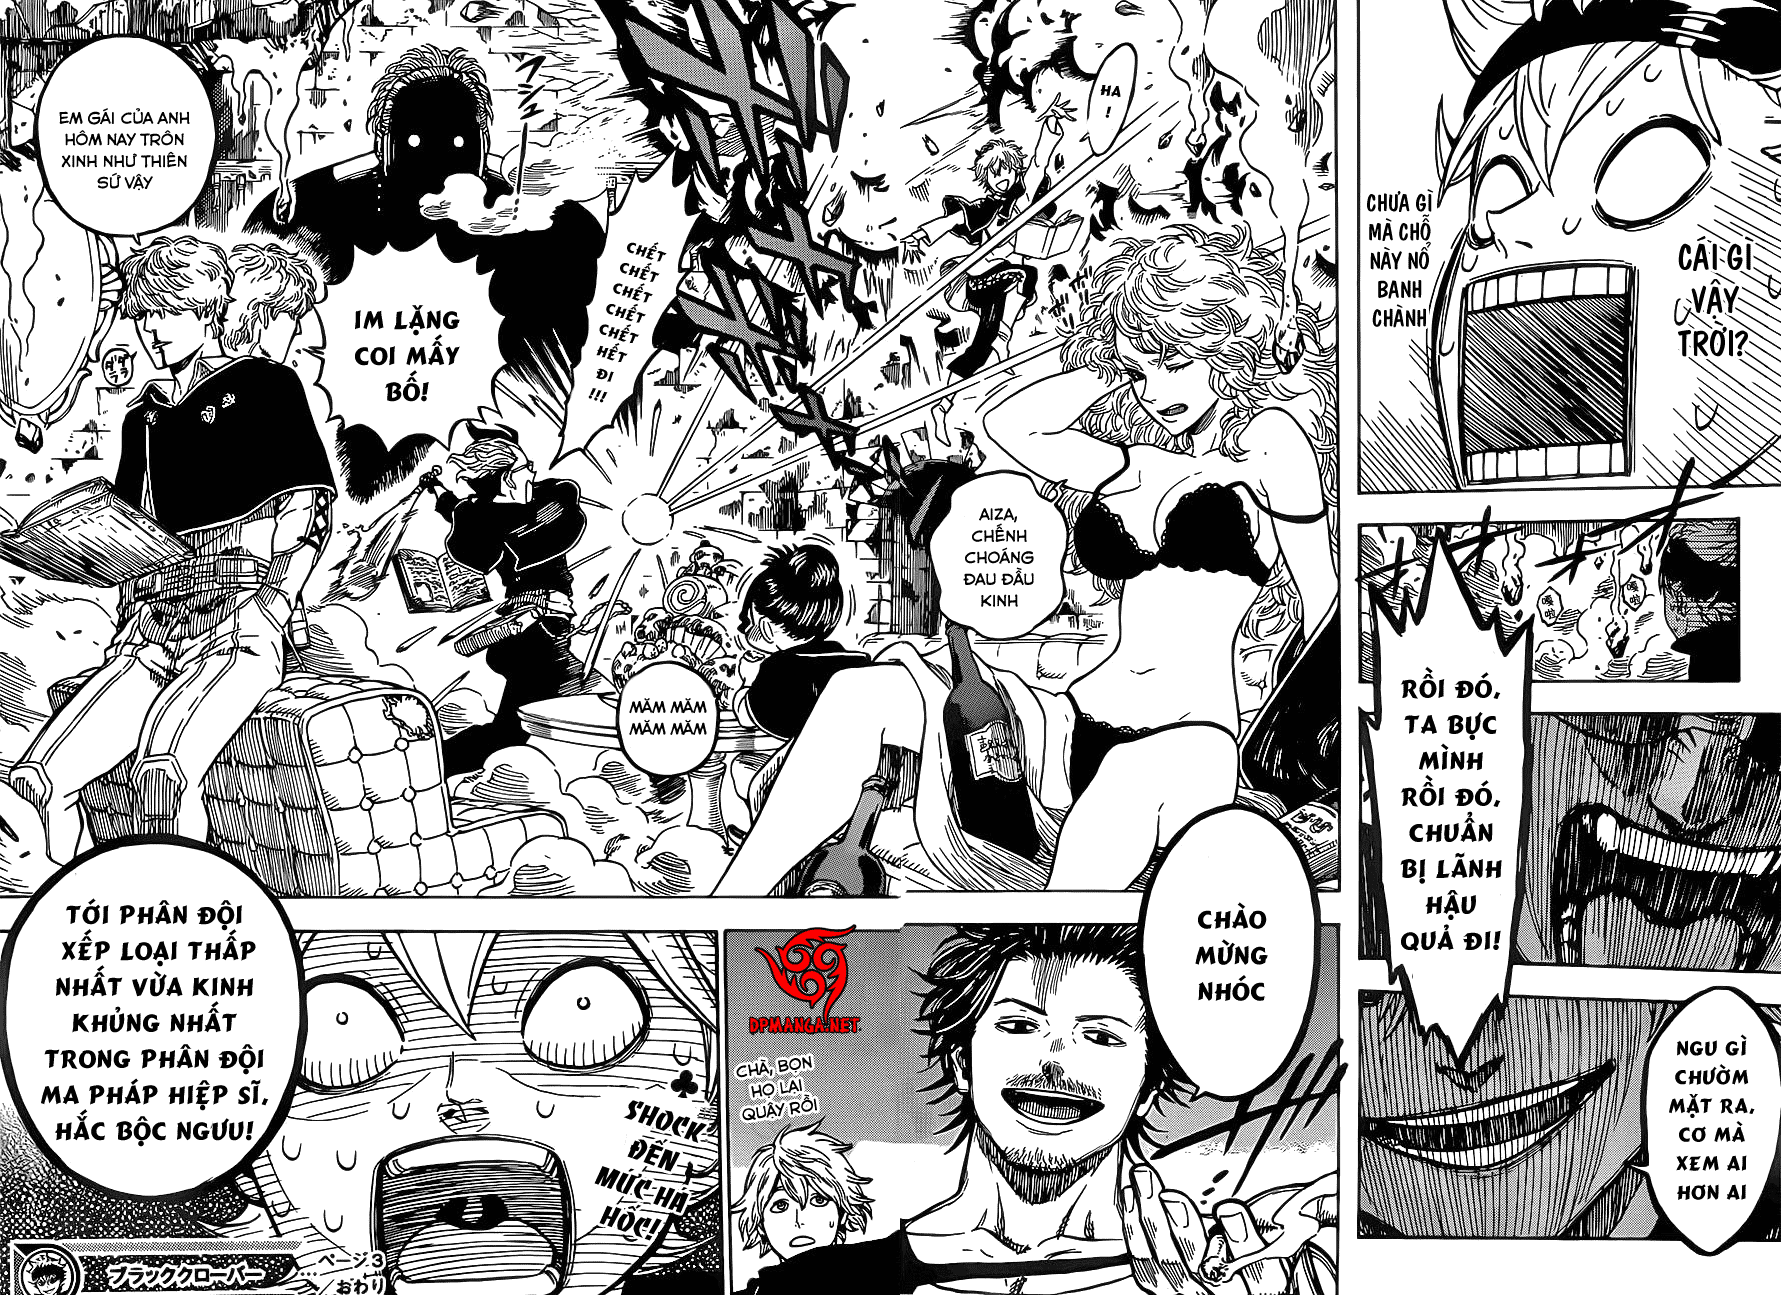 CHƯA GÌ
MÀ CHỖ
NÀY NỔ
BANH
CHÀNH
CÁI GÌ
VẬY
TRỜI?
RỒI ĐÓ,
TA BỰC
MÌNH
RỒI ĐÓ,
CHUẨN
BỊ LÃNH
HẬU
QUẢ ĐI!
NGU GÌ
CHƯỜM
MẶT RA,
CƠ MÀ
XEM AI
HƠN AI
HA
!
EM GÁI CỦA ANH
HÔM NAY TRÔN
XINH NHƯ THIÊN
SỨ VẬY
IM LẶNG
COI MẤY
BỐ!
CHẾT
CHẾT
CHẾT
CHẾT
CHẾT
HẾT
ĐI
!!!
AIZA,
CHẾNH
CHOÁNG
ĐAU ĐẦU
KINH
MĂM MĂM
MĂM MĂM
CHÀO
MỪNG
NHÓC
DPMANGA.NET
CHÀ, BỌN
HỌ LẠI
QUẬY RỒI
TỚI PHÂN ĐỘI
XẾP LOẠI THẤP
NHẤT VỪA KINH
KHỦNG NHẤT
TRONG PHÂN ĐỘI
MA PHÁP HIỆP SĨ,
HẮC BỘC NGƯU!
SHOCK
ĐẾN
MỨC HÁ
HỐC!
ブラッククローバー
ページ3
おわり